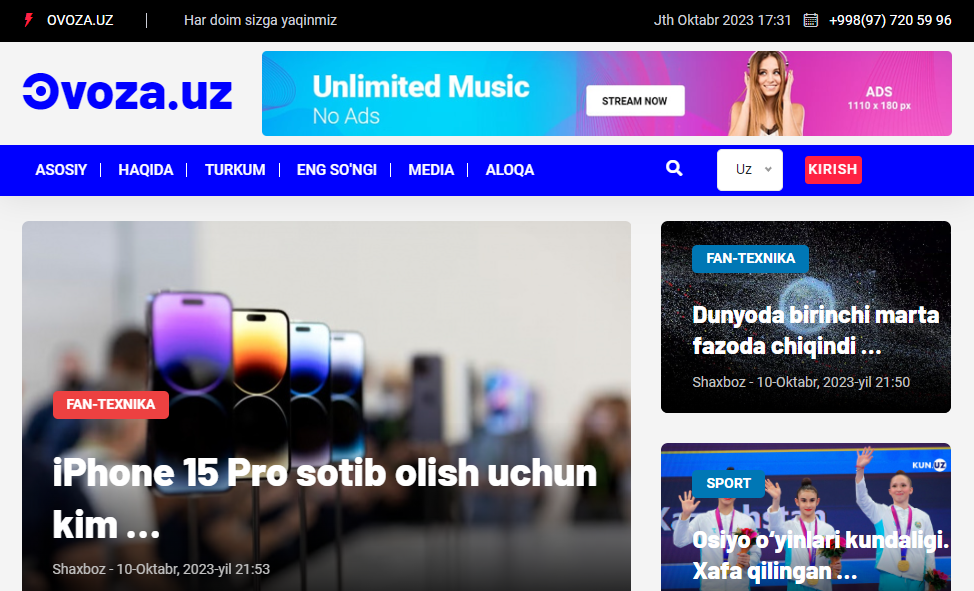 OVOZA.UZ
Har doim sizga yaqinmiz
Jth Oktabr 2023 17:31
+998(97) 720 59 96
Ovoza.uz
Unlimited Music
No Ads
STREAM NOW
ADS
1110 x 180 px
ASOSIY
HAQIDA
TURKUM
ENG SO'NGI
MEDIA
ALOQA
Uz
KIRISH
FAN-TEXNIKA
iPhone 15 Pro sotib olish uchun
kim ...
Shaxboz - 10-Oktabr, 2023-yil 21:53
FAN-TEXNIKA
Dunyoda birinchi marta
fazoda chiqindi ...
Shaxboz - 10-Oktabr, 2023-yil 21:50
KUN.UZ
SPORT
Osiyo o‘yinlari kundaligi.
Xafa qilingan ...